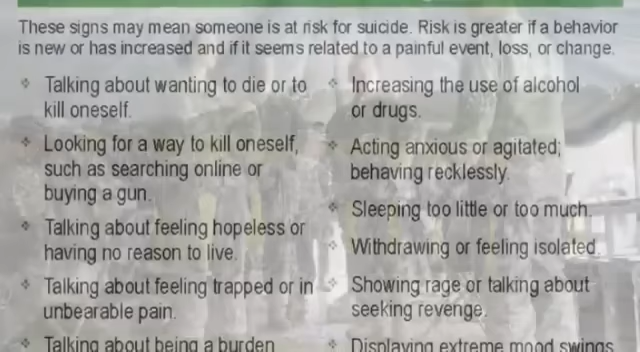 These signs may mean someone is at risk for suicide. Risk is greater if a behavior
is new or has increased and if it seems related to a painful event, loss, or change.
Talking about wanting to die or to
kill oneself.
Looking for a way to kill oneself,
such as searching online or
buying a gun.
Talking about feeling hopeless or
having no reason to live.
Talking about feeling trapped or in
unbearable pain.
Talking about being a burden
Increasing the use of alcohol
or drugs.
Acting anxious or agitated;
behaving recklessly.
Sleeping too little or too much.
Withdrawing or feeling isolated.
Showing rage or talking about
seeking revenge.
Displaying extreme mood swings.